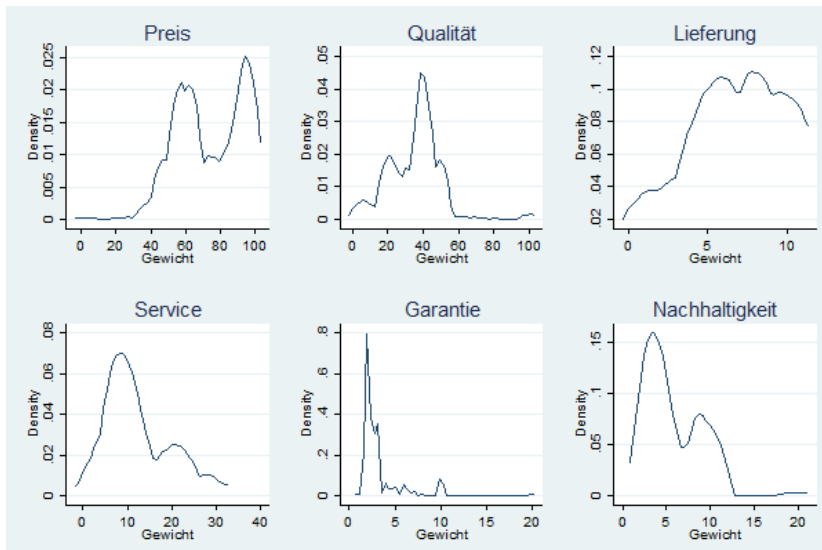 Preis
Density
0 .005 .01 .015 .02 .025
0 20 40 60 80 100
Gewicht
Qualität
Density
0 .01 .02 .03 .04 .05
0 20 40 60 80 100
Gewicht
Lieferung
Density
.02 .04 .06 .08 .1 .12
0 5 10
Gewicht
Service
Density
0 .02 .04 .06 .08
0 10 20 30 40
Gewicht
Garantie
Density
0 .2 .4 .6 .8
0 5 10 15 20
Gewicht
Nachhaltigkeit
Density
0 .05 .1 .15
0 5 10 15 20
Gewicht